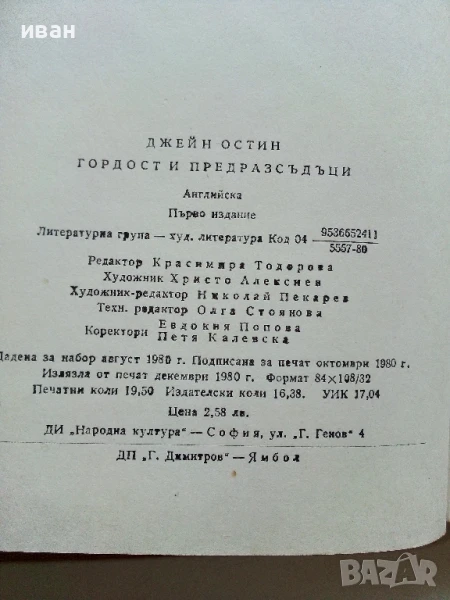 иван
ДЖЕЙН ОСТИН
ГОРДОСТ И ПРЕДРАЗСЪДЪЦИ
Английска
Първо издание
Литературна група — худ. литература Код 04 9536652411
5557-80
Редактор Красимира Тодорова
Художник Христо Алексиев
Художник-редактор Николай Пекарев
Техн. редактор Олга Стоянова
Коректори Евдокия Попова
Петя Калевска
Дадена за набор август 1980 г. Подписана за печат октомври 1980 г.
Излязла от печат декември 1980 г. Формат 84×108/32
Печатни коли 19,50 Издателски коли 16,38. УИК 17,04
Цена 2,58 лв.
ДИ „Народна култура" — София, ул. „Г. Генов" 4
ДП „Г. Димитров" — Ямбол
BAZAR